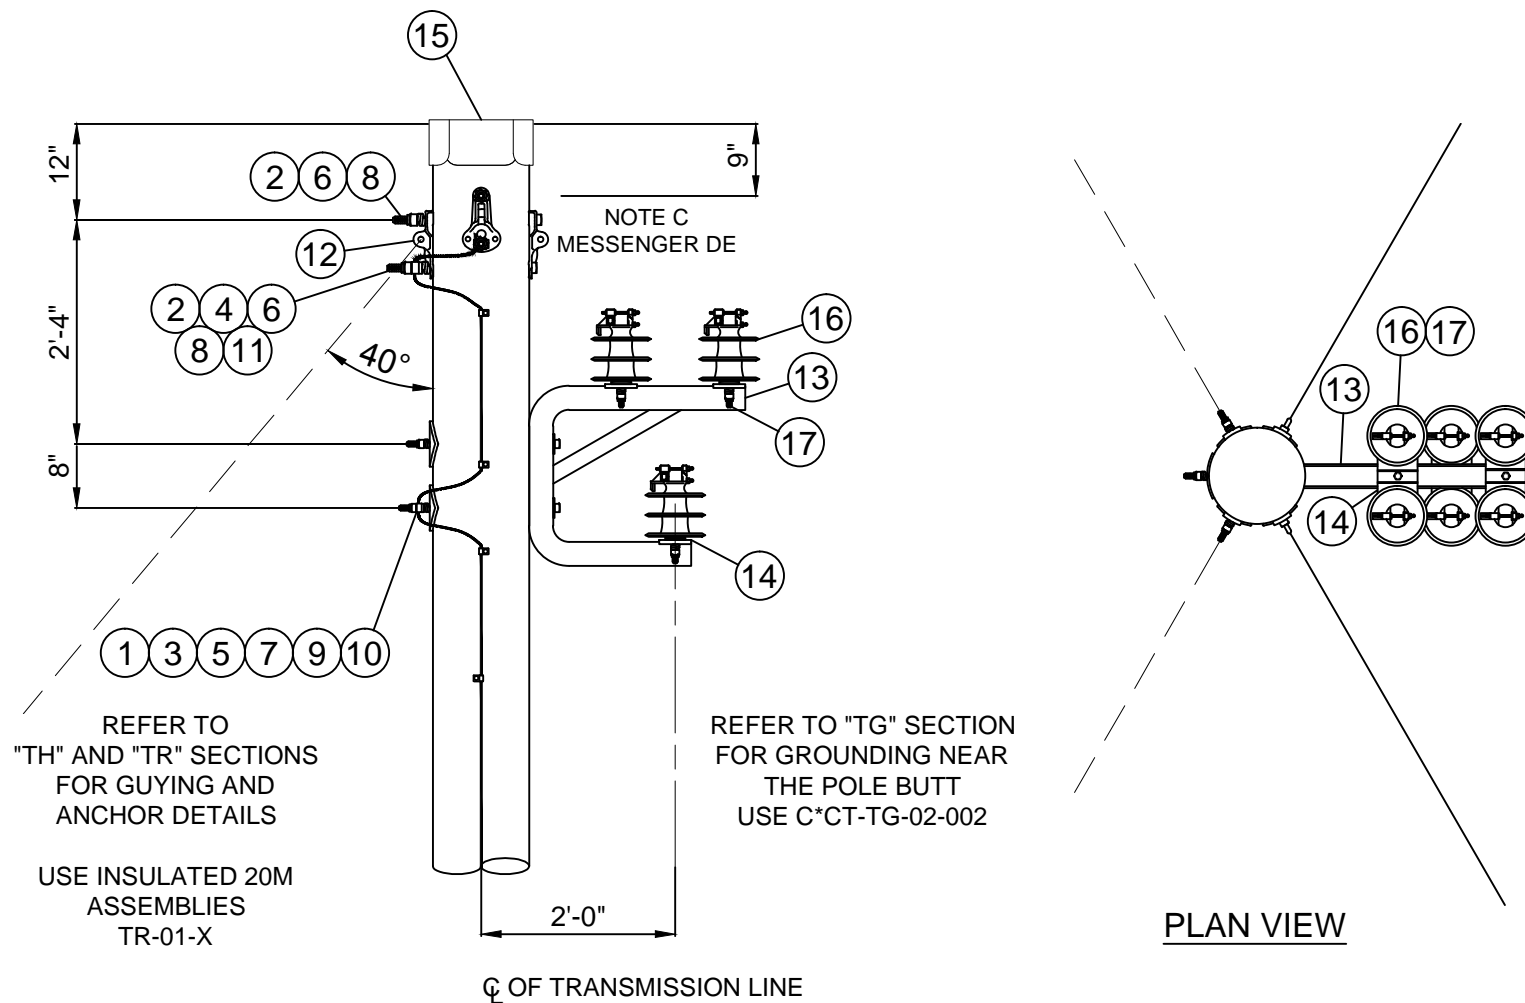 15
12"
9"
2 6 8
NOTE C
MESSENGER DE
12
2'-4"
2 4 6
8 11
40°
16
13
17
8"
14
1 3 5 7 9 10
REFER TO
"TH" AND "TR" SECTIONS
FOR GUYING AND
ANCHOR DETAILS
USE INSULATED 20M
ASSEMBLIES
TR-01-X
REFER TO "TG" SECTION
FOR GROUNDING NEAR
THE POLE BUTT
USE C*CT-TG-02-002
2'-0"
℄ OF TRANSMISSION LINE
16 17
13
14
PLAN VIEW